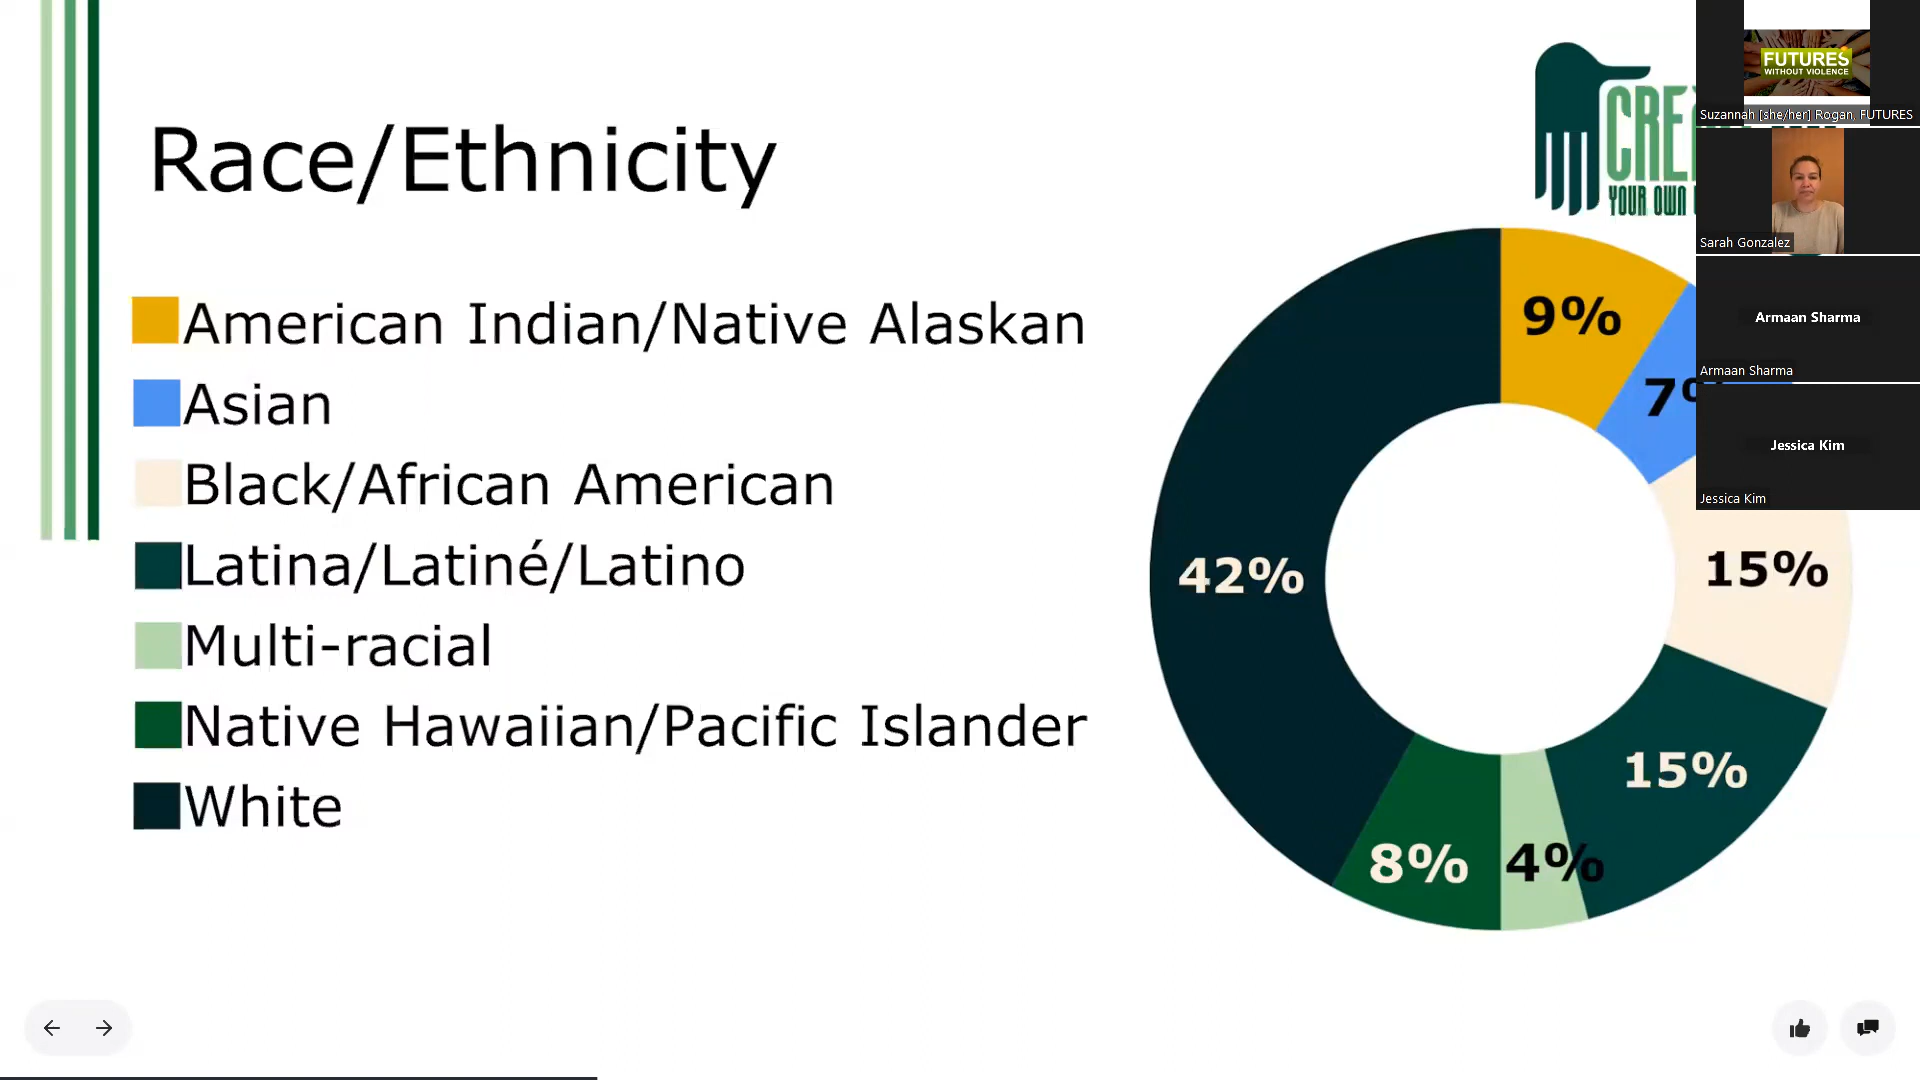 Race/Ethnicity
American Indian/Native Alaskan
Asian
Black/African American
Latina/Latiné/Latino
Multi-racial
Native Hawaiian/Pacific Islander
White
YOUR OWN
9%
15%
15%
4%
8%
42%
FUTURES
WITHOUT VIOLENCE
Suzannah [she/her] Rogan, FUTURES
Sarah Gonzalez
Armaan Sharma
Armaan Sharma
Jessica Kim
Jessica Kim